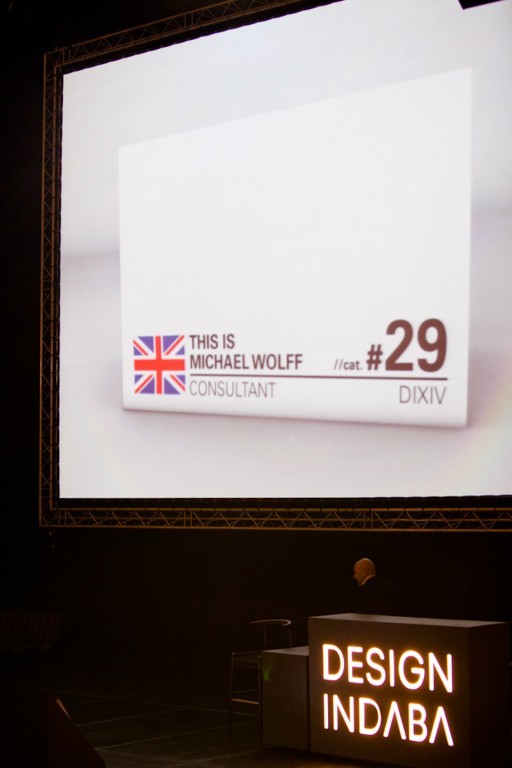 THIS IS
MICHAEL WOLFF
//cat. #29
CONSULTANT
DIXIV
DESIGN
INDABA